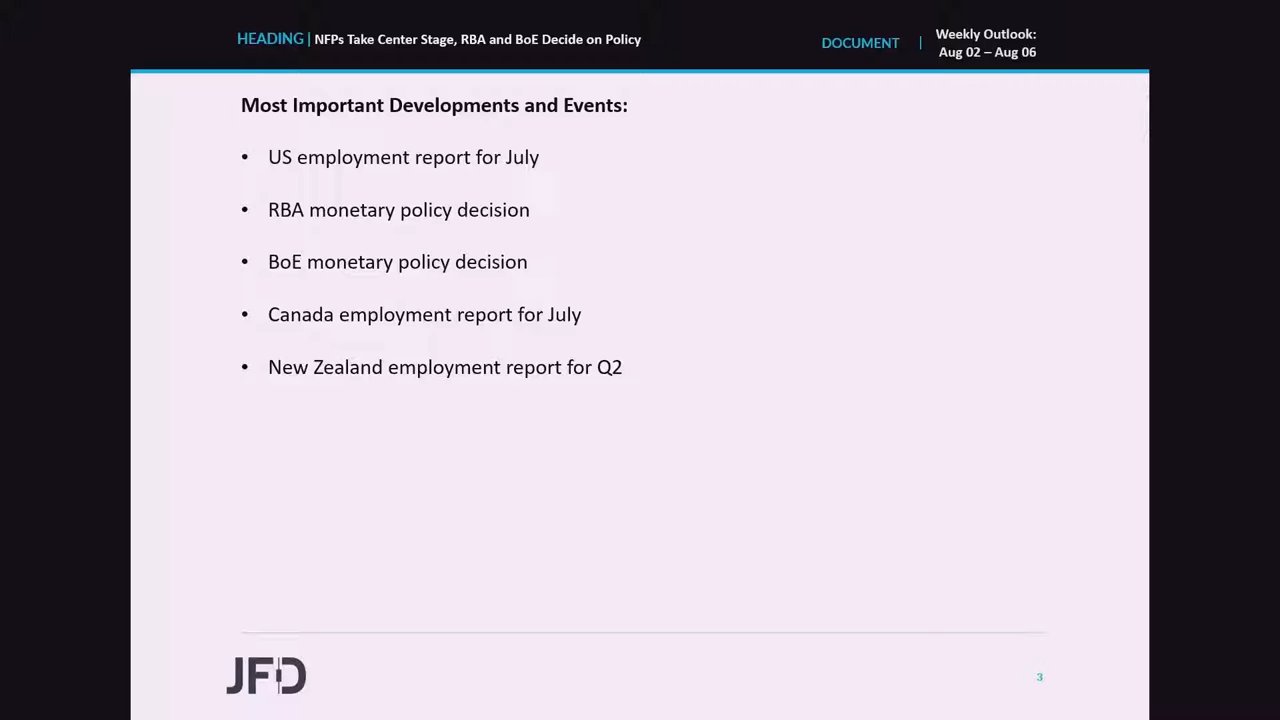 HEADING | NFPs Take Center Stage, RBA and BoE Decide on Policy
DOCUMENT | Weekly Outlook:
Aug 02 – Aug 06
Most Important Developments and Events:
• US employment report for July
• RBA monetary policy decision
• BoE monetary policy decision
• Canada employment report for July
• New Zealand employment report for Q2
JFD
3